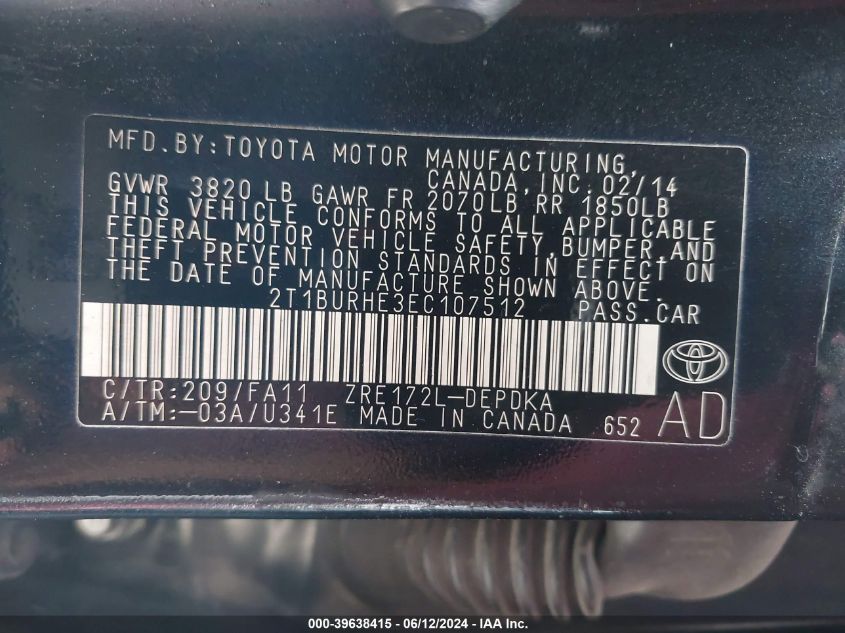 MFD.BY:TOYOTA MOTOR MANUFACTURING,
CANADA,INC.02/14
GVWR 3820 LB GAWR FR 2070LB RR 1850LB
THIS VEHICLE CONFORMS TO ALL APPLICABLE
FEDERAL MOTOR VEHICLE SAFETY,BUMPER,AND
THEFT PREVENTION STANDARDS IN EFFECT ON
THE DATE OF MANUFACTURE SHOWN ABOVE.
2T1BURHE3EC107512 PASS.CAR
C/TR:209/FA11 ZRE172L-DEPDKA
A/TM:-03A/U341E MADE IN CANADA 652 AD
000-39638415 - 06/12/2024 - IAA Inc.